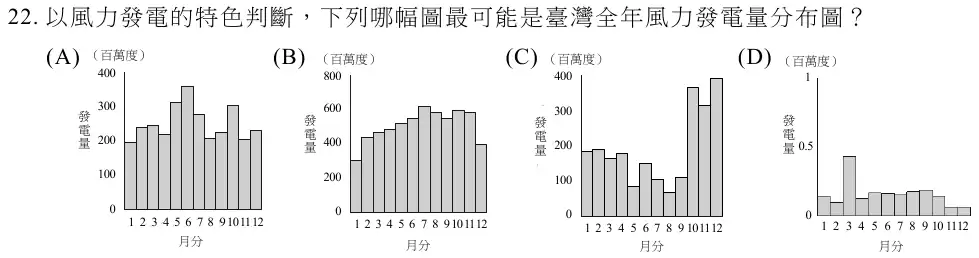 22. 以風力發電的特色判斷，下列哪幅圖最可能是臺灣全年風力發電量分布圖？
(A) （百萬度） (B) （百萬度） (C) （百萬度） (D) （百萬度）
400 800 400 1
300 600 300
發電量 發電量 發電量 發電量
200 400 200 0.5
100 200 100
0 0 0 0
1 2 3 4 5 6 7 8 9 10 11 12 1 2 3 4 5 6 7 8 9 10 11 12 1 2 3 4 5 6 7 8 9 10 11 12 1 2 3 4 5 6 7 8 9 10 11 12
月分 月分 月分 月分